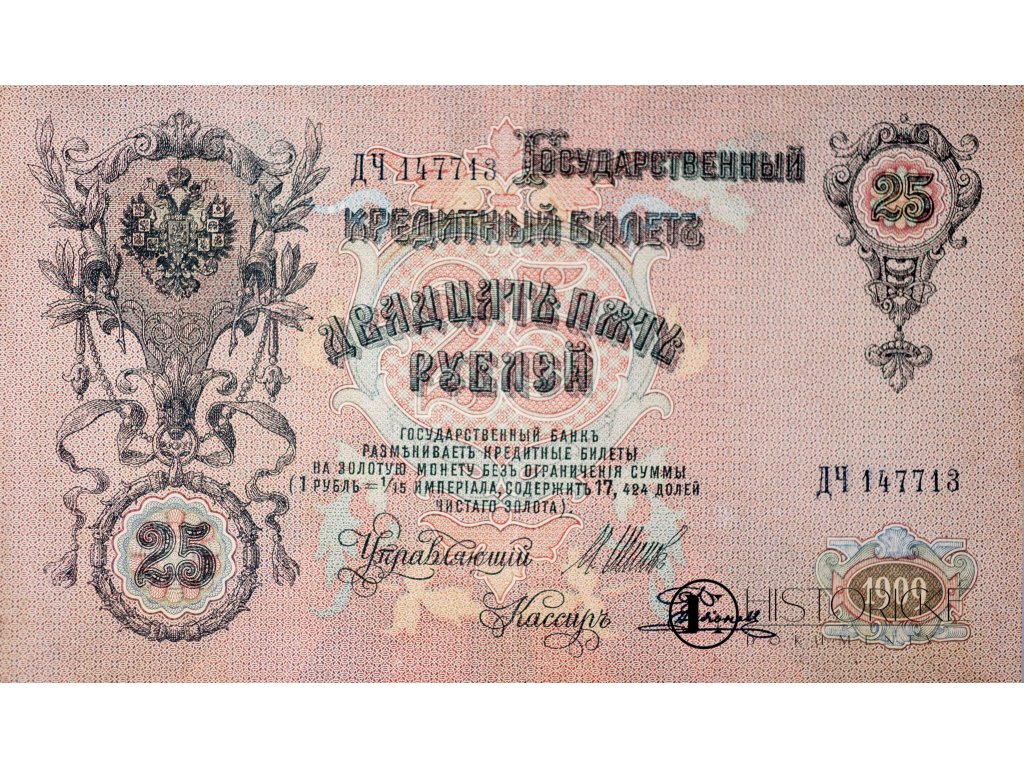 ДЧ 147713 ГОСУДАРСТВЕННЫЙ
КРЕДИТНЫЙ БИЛЕТЪ
25
ДВАДЦАТЬ ПЯТЬ
РУБЛЕЙ
25
ГОСУДАРСТВЕННЫЙ БАНКЪ
РАЗМѢНИВАЕТЪ КРЕДИТНЫЕ БИЛЕТЫ
НА ЗОЛОТУЮ МОНЕТУ БЕЗЪ ОГРАНИЧЕНІЯ СУММЫ
(1 РУБЛЬ = 1/15 ИМПЕРІАЛА, СОДЕРЖИТЪ 17, 424 ДОЛЕЙ
ЧИСТАГО ЗОЛОТА).
ДЧ 147713
25
Управляющій
Кассиръ
HISTORICKÉ